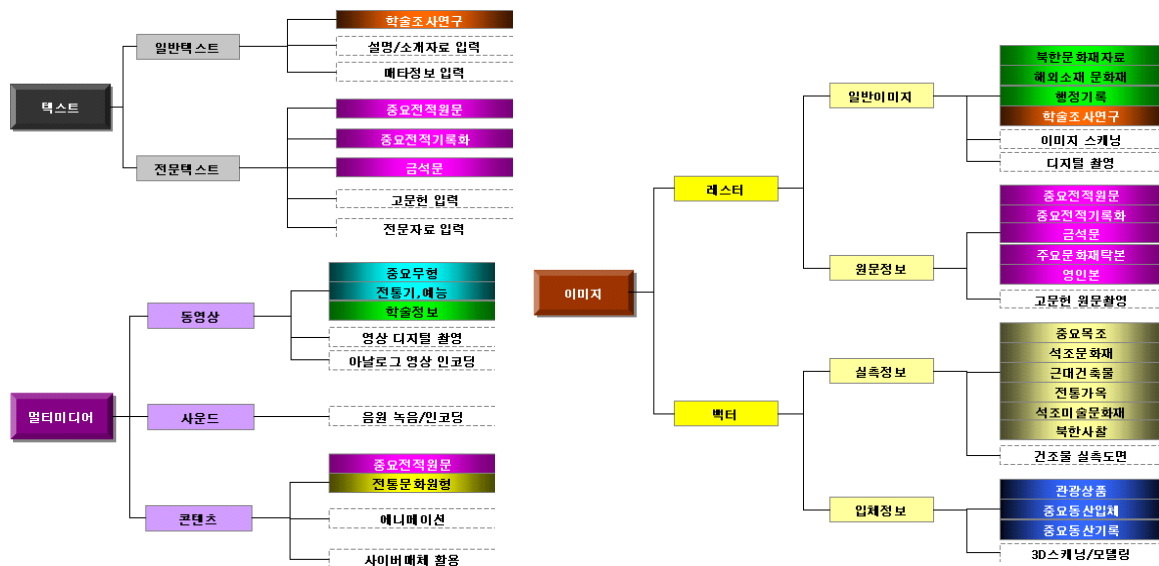 텍스트
일반텍스트
학술조사연구
설명/소개자료 입력
매타정보 입력
전문텍스트
중요전적원문
중요전적기록화
금석문
고문헌 입력
전문자료 입력
멀티미디어
동영상
중요무형
전통기,예능
학술정보
영상 디지털 촬영
아날로그 영상 인코딩
사운드
음원 녹음/인코딩
콘텐츠
중요전적원문
전통문화원형
에니메이션
사이버매체 활용
이미지
레스터
일반이미지
북한문화재자료
해외소재 문화재
행정기록
학술조사연구
이미지 스캐닝
디지털 촬영
원문정보
중요전적원문
중요전적기록화
금석문
주요문화재탁본
영인본
고문헌 원문촬영
벡터
실측정보
중요목조
석조문화재
근대건축물
전통가옥
석조미술문화재
북한사찰
건조물 실측도면
입체정보
관광상품
중요동산입체
중요동산기록
3D스캐닝/모델링